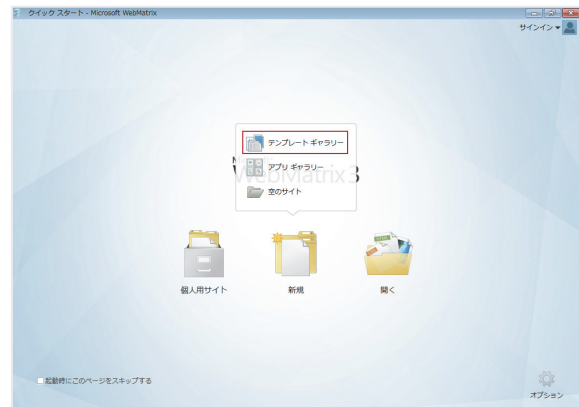 クイック スタート - Microsoft WebMatrix
サインイン
テンプレート ギャラリー
アプリ ギャラリー
WebMatrix 3
空のサイト
個人用サイト
新規
開く
起動時にこのページをスキップする
オプション